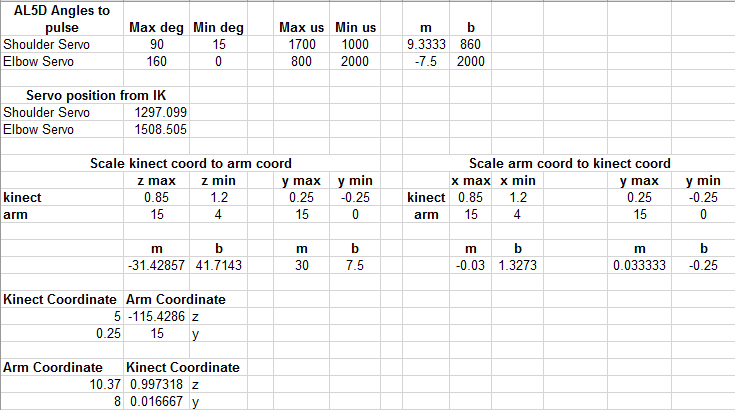 AL5D Angles to
pulse Max deg Min deg Max us Min us m b
Shoulder Servo 90 15 1700 1000 9.3333 860
Elbow Servo 160 0 800 2000 -7.5 2000
Servo position from IK
Shoulder Servo 1297.099
Elbow Servo 1508.505
Scale kinect coord to arm coord Scale arm coord to kinect coord
z max z min y max y min x max x min y max y min
kinect 0.85 1.2 0.25 -0.25 kinect 0.85 1.2 0.25 -0.25
arm 15 4 15 0 arm 15 4 15 0
m b m b m b m b
-31.42857 41.7143 30 7.5 -0.03 1.3273 0.033333 -0.25
Kinect Coordinate Arm Coordinate
5 -115.4286 z
0.25 15 y
Arm Coordinate Kinect Coordinate
10.37 0.997318 z
8 0.016667 y